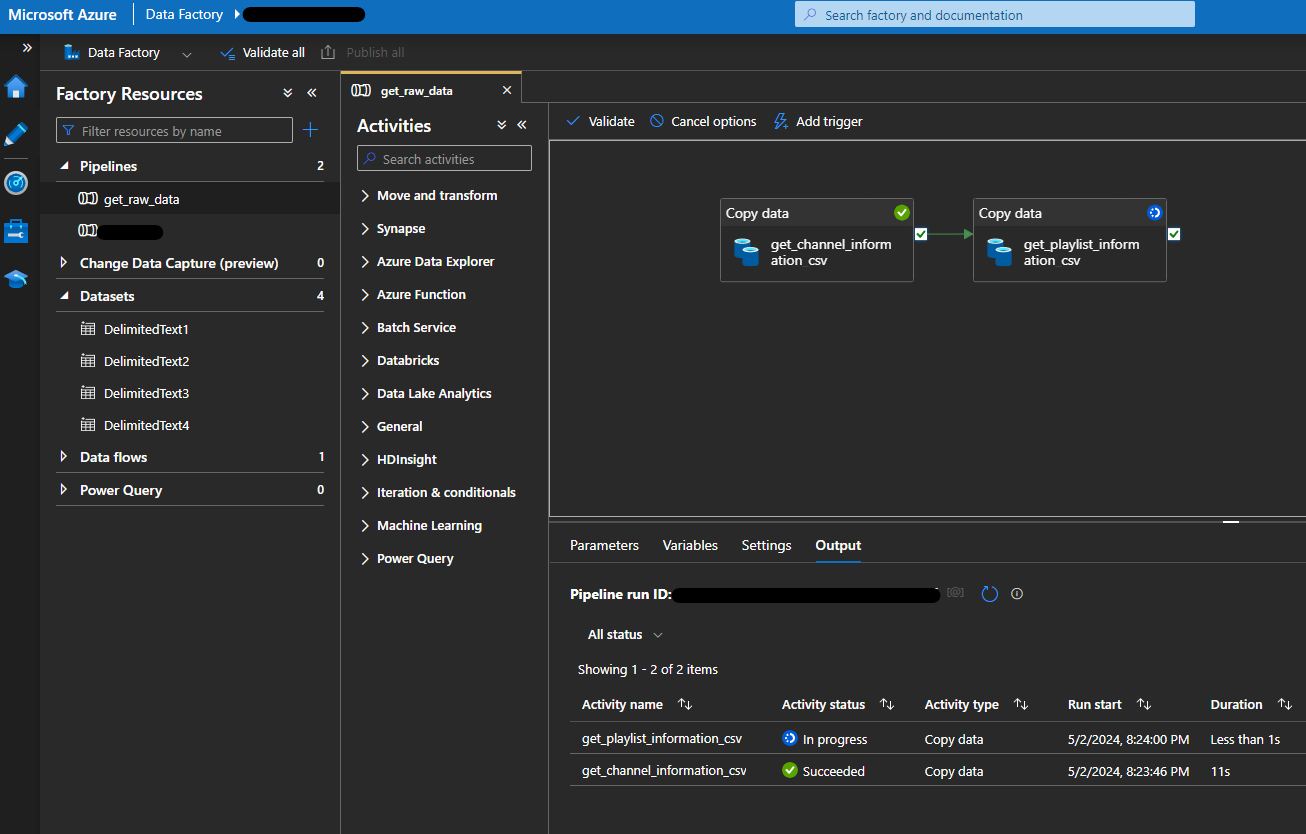 Microsoft Azure
Data Factory
Search factory and documentation
Data Factory
Validate all
Publish all
Factory Resources
Filter resources by name
Pipelines 2
get_raw_data
Change Data Capture (preview) 0
Datasets 4
DelimitedText1
DelimitedText2
DelimitedText3
DelimitedText4
Data flows 1
Power Query 0
get_raw_data
Activities
Search activities
Move and transform
Synapse
Azure Data Explorer
Azure Function
Batch Service
Databricks
Data Lake Analytics
General
HDInsight
Iteration & conditionals
Machine Learning
Power Query
Validate Cancel options Add trigger
Copy data
get_channel_inform
ation_csv
Copy data
get_playlist_inform
ation_csv
Parameters Variables Settings Output
Pipeline run ID:
All status
Showing 1 - 2 of 2 items
Activity name Activity status Activity type Run start Duration
get_playlist_information_csv In progress Copy data 5/2/2024, 8:24:00 PM Less than 1s
get_channel_information_csv Succeeded Copy data 5/2/2024, 8:23:46 PM 11s